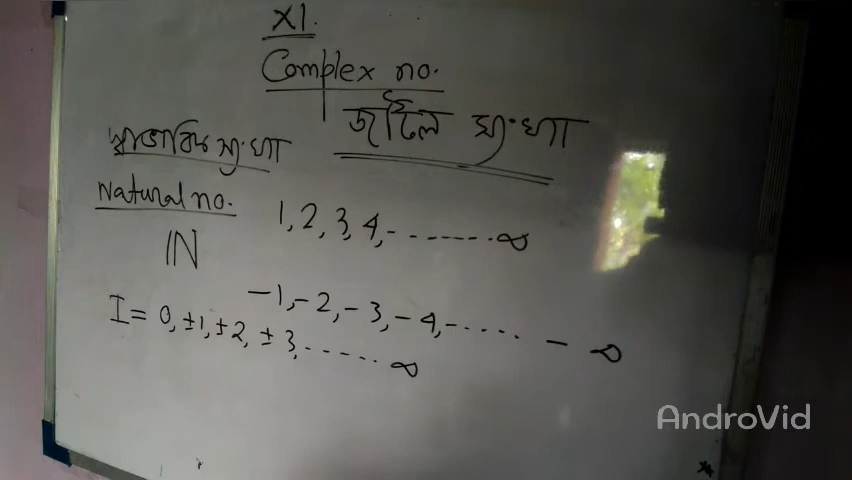 XI.
Complex no.
জটিল সংখ্যা
স্বাভাবিক সংখ্যা
Natural no.
1, 2, 3, 4, - ------- ∞
IN
-1, -2, -3, -4, - ---- - ∞
I = 0, ±1, ±2, ±3, ----- ∞
AndroVid